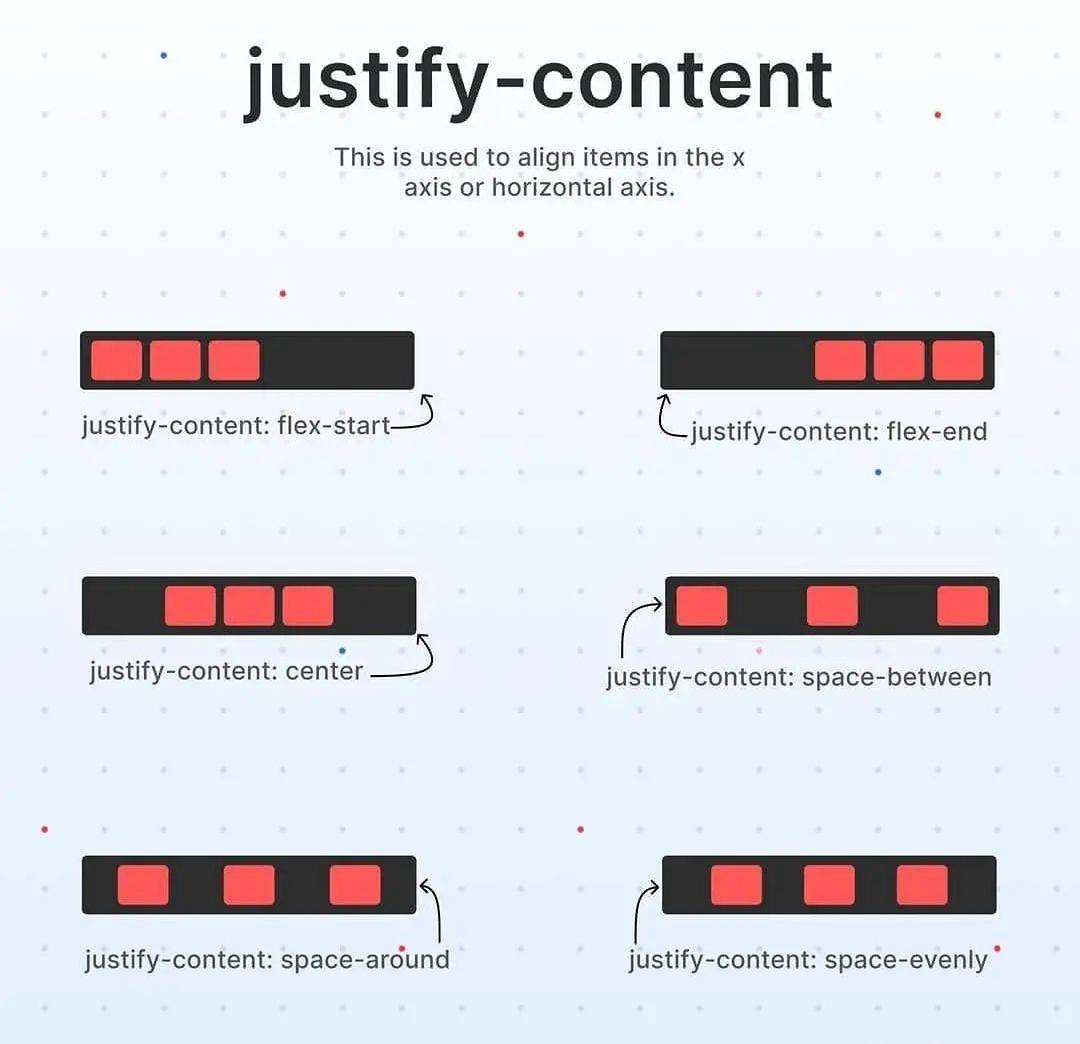 justify-content
This is used to align items in the x
axis or horizontal axis.
justify-content: flex-start
justify-content: flex-end
justify-content: center
justify-content: space-between
justify-content: space-around
justify-content: space-evenly